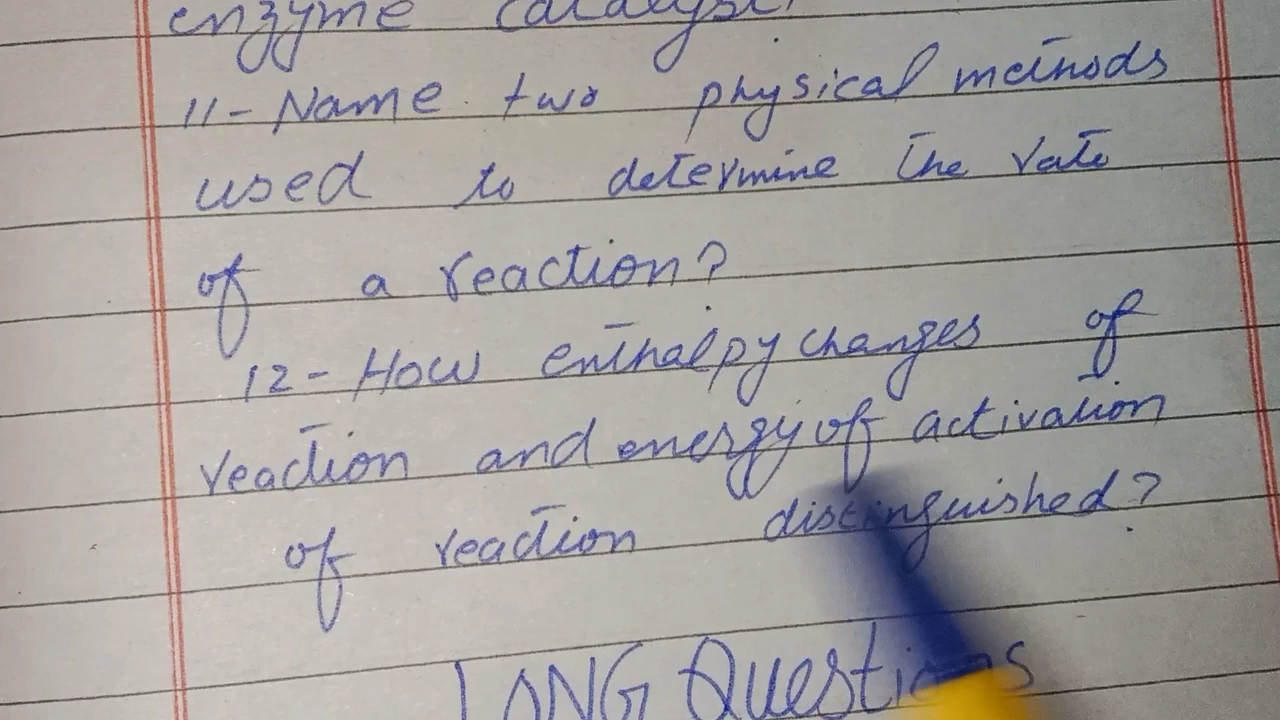 enzyme catalyst.
11- Name two physical methods
used to determine the rate
of a reaction?
12- How enthalpy changes of
reaction and energy of activation
of reaction distinguished?
LONG Questions